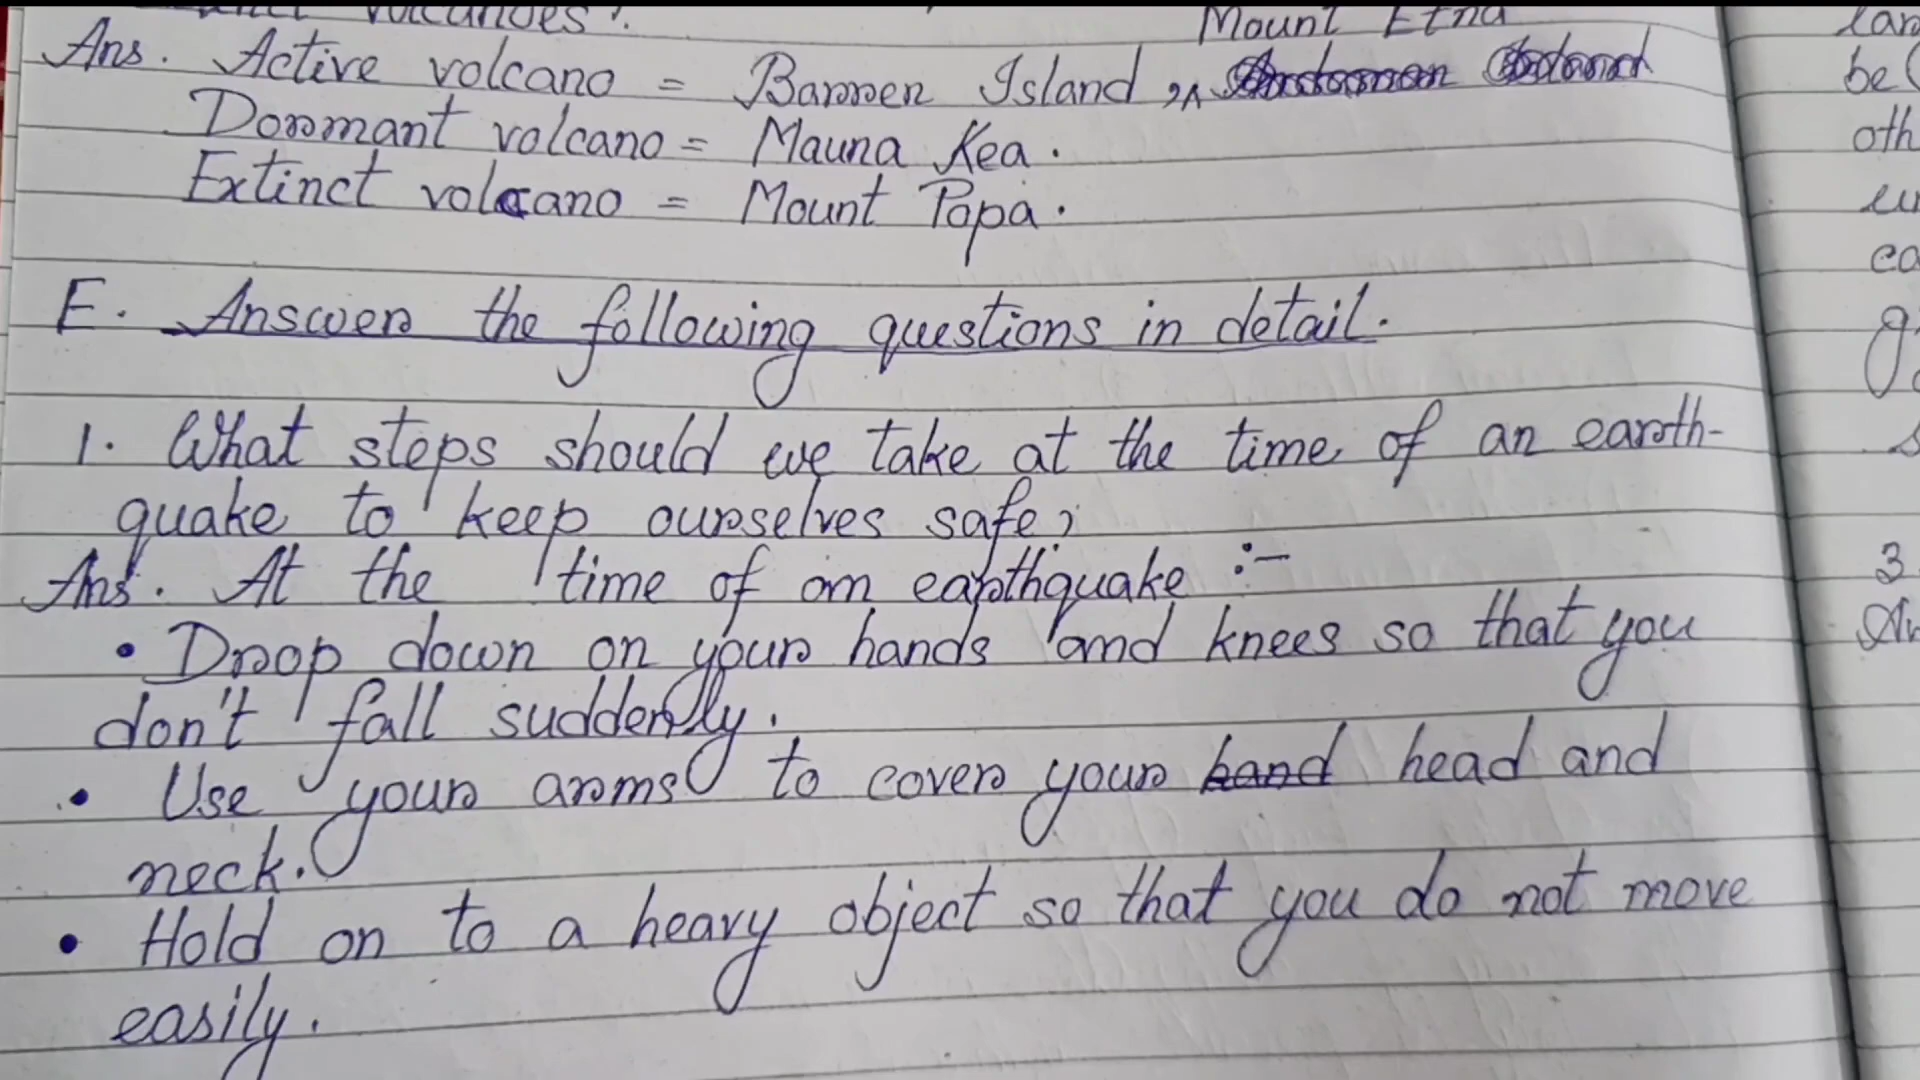 volcanoes?
Mount Etna
Ans. Active volcano = Barren Island,
Dormant volcano = Mauna Kea.
Extinct volcano = Mount Popa.
E. Answer the following questions in detail.
1. What steps should we take at the time of an earth-
quake to keep ourselves safe?
Ans. At the time of an earthquake :-
• Drop down on your hands and knees so that you
don't fall suddenly.
• Use your arms to cover your hand head and
neck.
• Hold on to a heavy object so that you do not move
easily.
be
oth
3